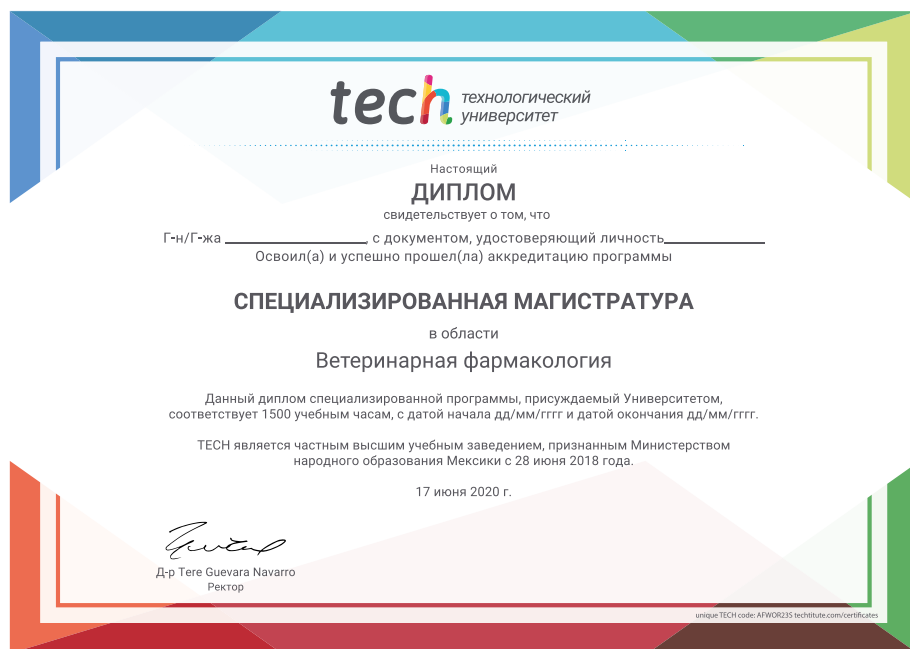 tech технологический
университет
Настоящий
ДИПЛОМ
свидетельствует о том, что
Г-н/Г-жа , с документом, удостоверяющий личность
Освоил(а) и успешно прошел(ла) аккредитацию программы
СПЕЦИАЛИЗИРОВАННАЯ МАГИСТРАТУРА
в области
Ветеринарная фармакология
Данный диплом специализированной программы, присуждаемый Университетом,
соответствует 1500 учебным часам, с датой начала дд/мм/гггг и датой окончания дд/мм/гггг.
TECH является частным высшим учебным заведением, признанным Министерством
народного образования Мексики с 28 июня 2018 года.
17 июня 2020 г.
Д-р Tere Guevara Navarro
Ректор
unique TECH code: AFWOR23S techtitute.com/certificates